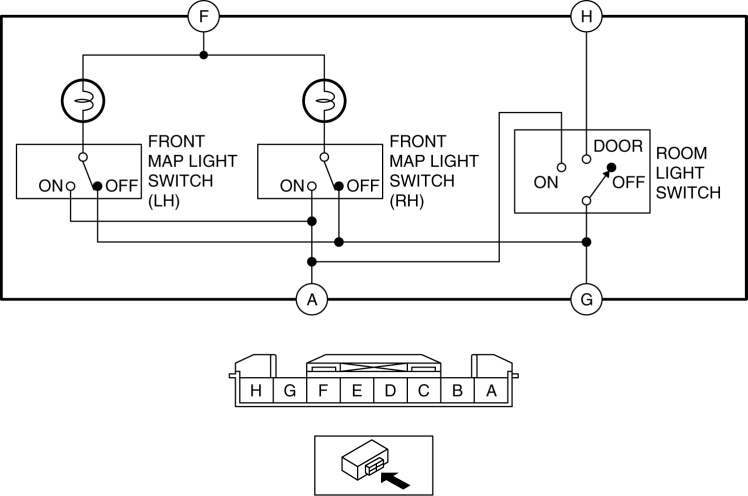 F
H
FRONT
MAP LIGHT
SWITCH
(LH)
ON
OFF
FRONT
MAP LIGHT
SWITCH
(RH)
ON
OFF
DOOR
ON
OFF
ROOM
LIGHT
SWITCH
A
G
H G F E D C B A